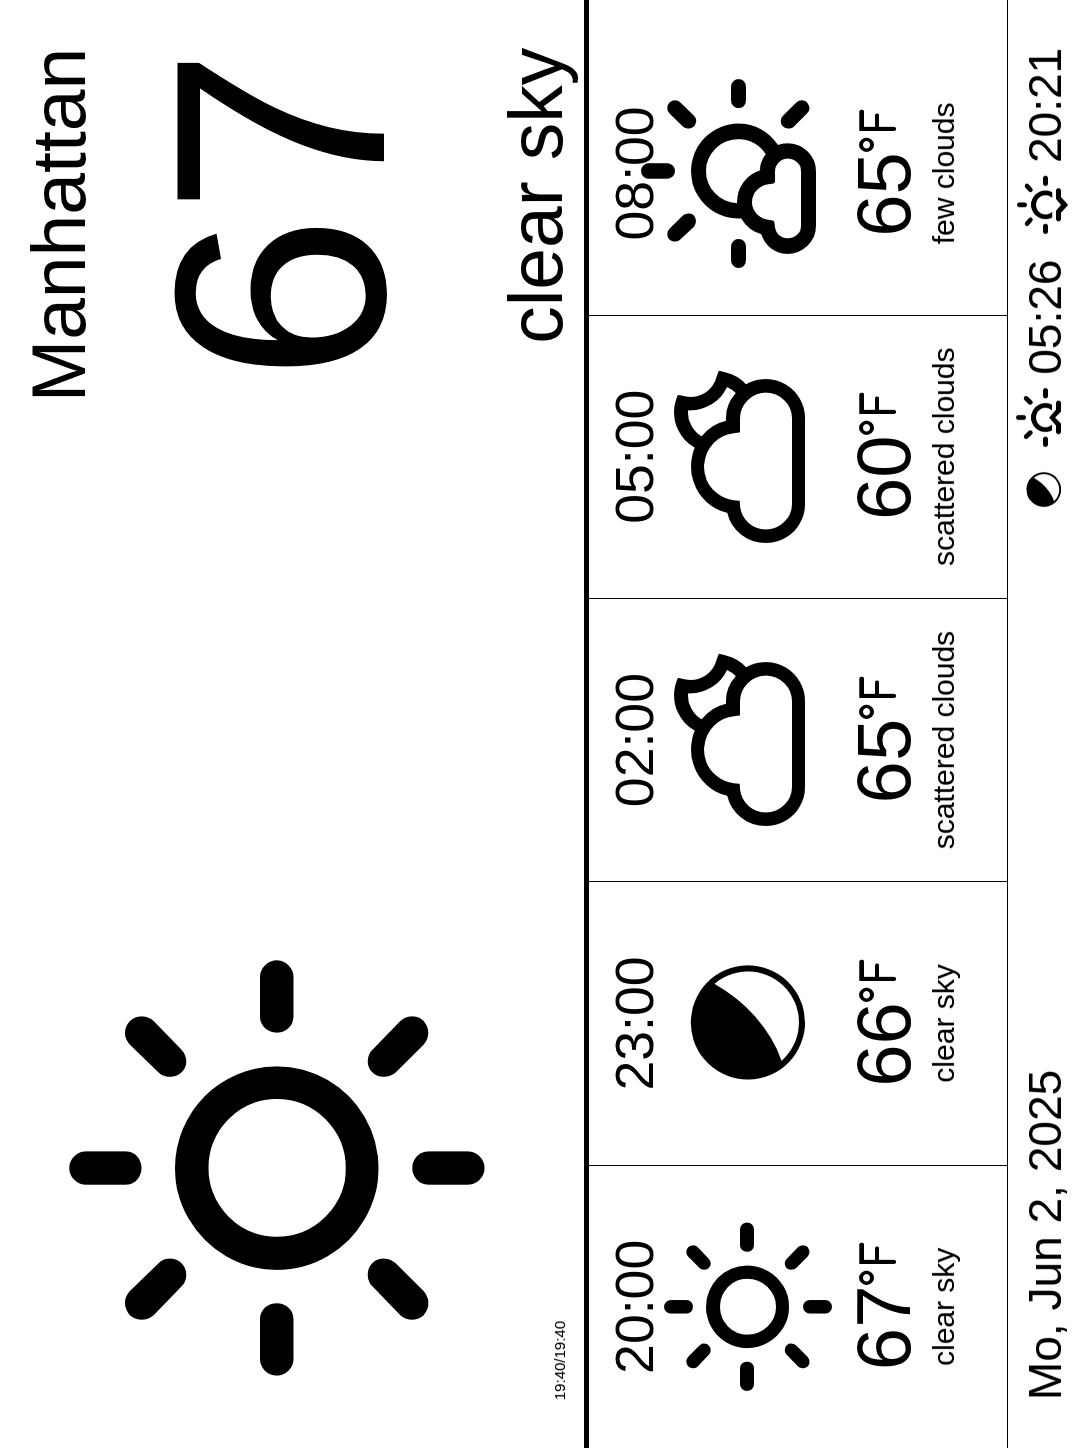 Manhattan
67
clear sky
19:40/19:40
20:00
67°F
clear sky
23:00
66°F
clear sky
02:00
65°F
scattered clouds
05:00
60°F
scattered clouds
08:00
65°F
few clouds
Mo, Jun 2, 2025
05:26
20:21